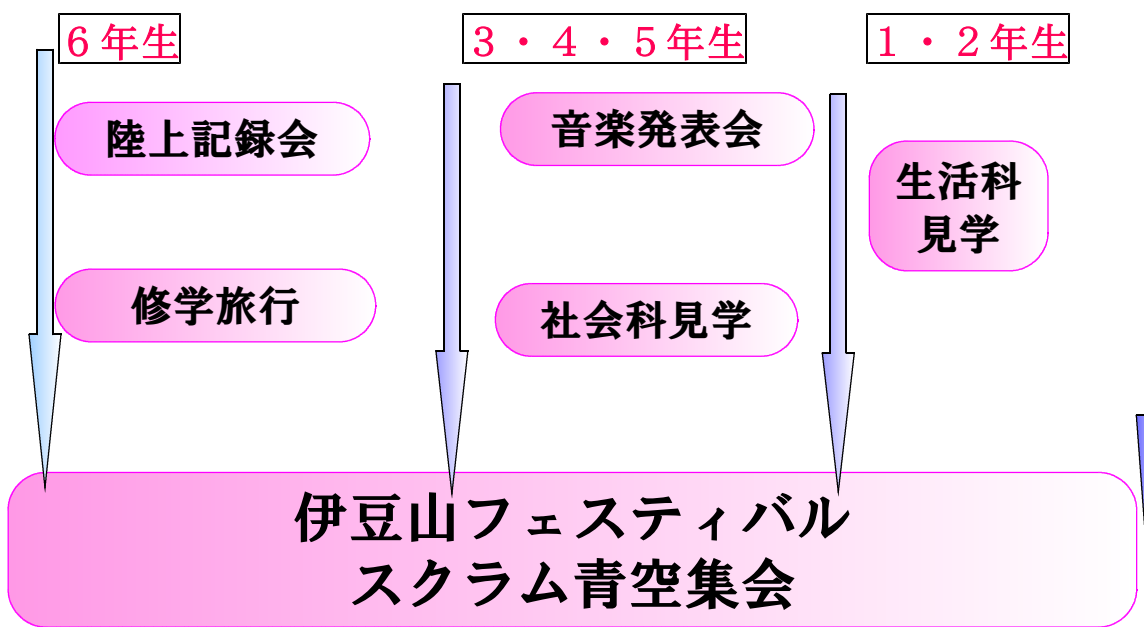 ６年生
陸上記録会
修学旅行
３・４・５年生
音楽発表会
社会科見学
１・２年生
生活科
見学
伊豆山フェスティバル
スクラム青空集会